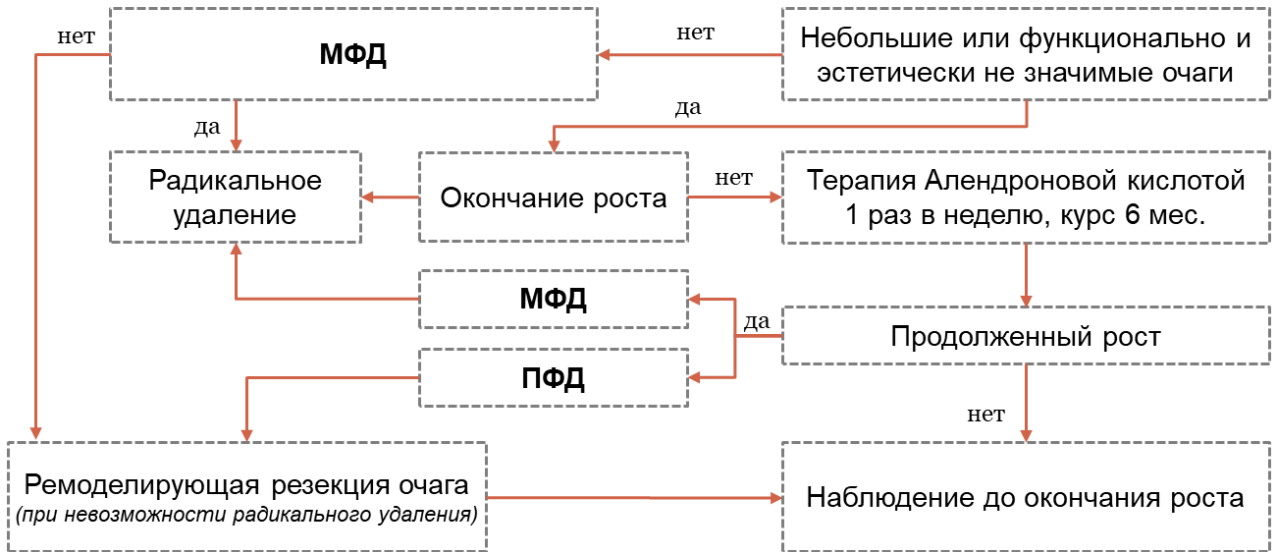 нет
МФД
нет
Небольшие или функционально и
эстетически не значимые очаги
да
да
Радикальное
удаление
Окончание роста
нет
Терапия Алендроновой кислотой
1 раз в неделю, курс 6 мес.
МФД
да
Продолженный рост
ПФД
нет
Ремоделирующая резекция очага
(при невозможности радикального удаления)
Наблюдение до окончания роста